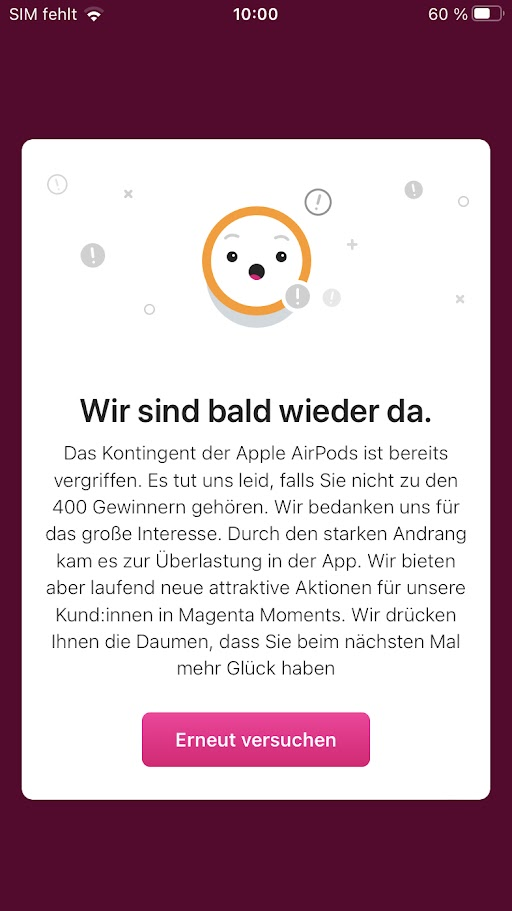 SIM fehlt 10:00 60 %
Wir sind bald wieder da.
Das Kontingent der Apple AirPods ist bereits
vergriffen. Es tut uns leid, falls Sie nicht zu den
400 Gewinnern gehören. Wir bedanken uns für
das große Interesse. Durch den starken Andrang
kam es zur Überlastung in der App. Wir bieten
aber laufend neue attraktive Aktionen für unsere
Kund:innen in Magenta Moments. Wir drücken
Ihnen die Daumen, dass Sie beim nächsten Mal
mehr Glück haben
Erneut versuchen